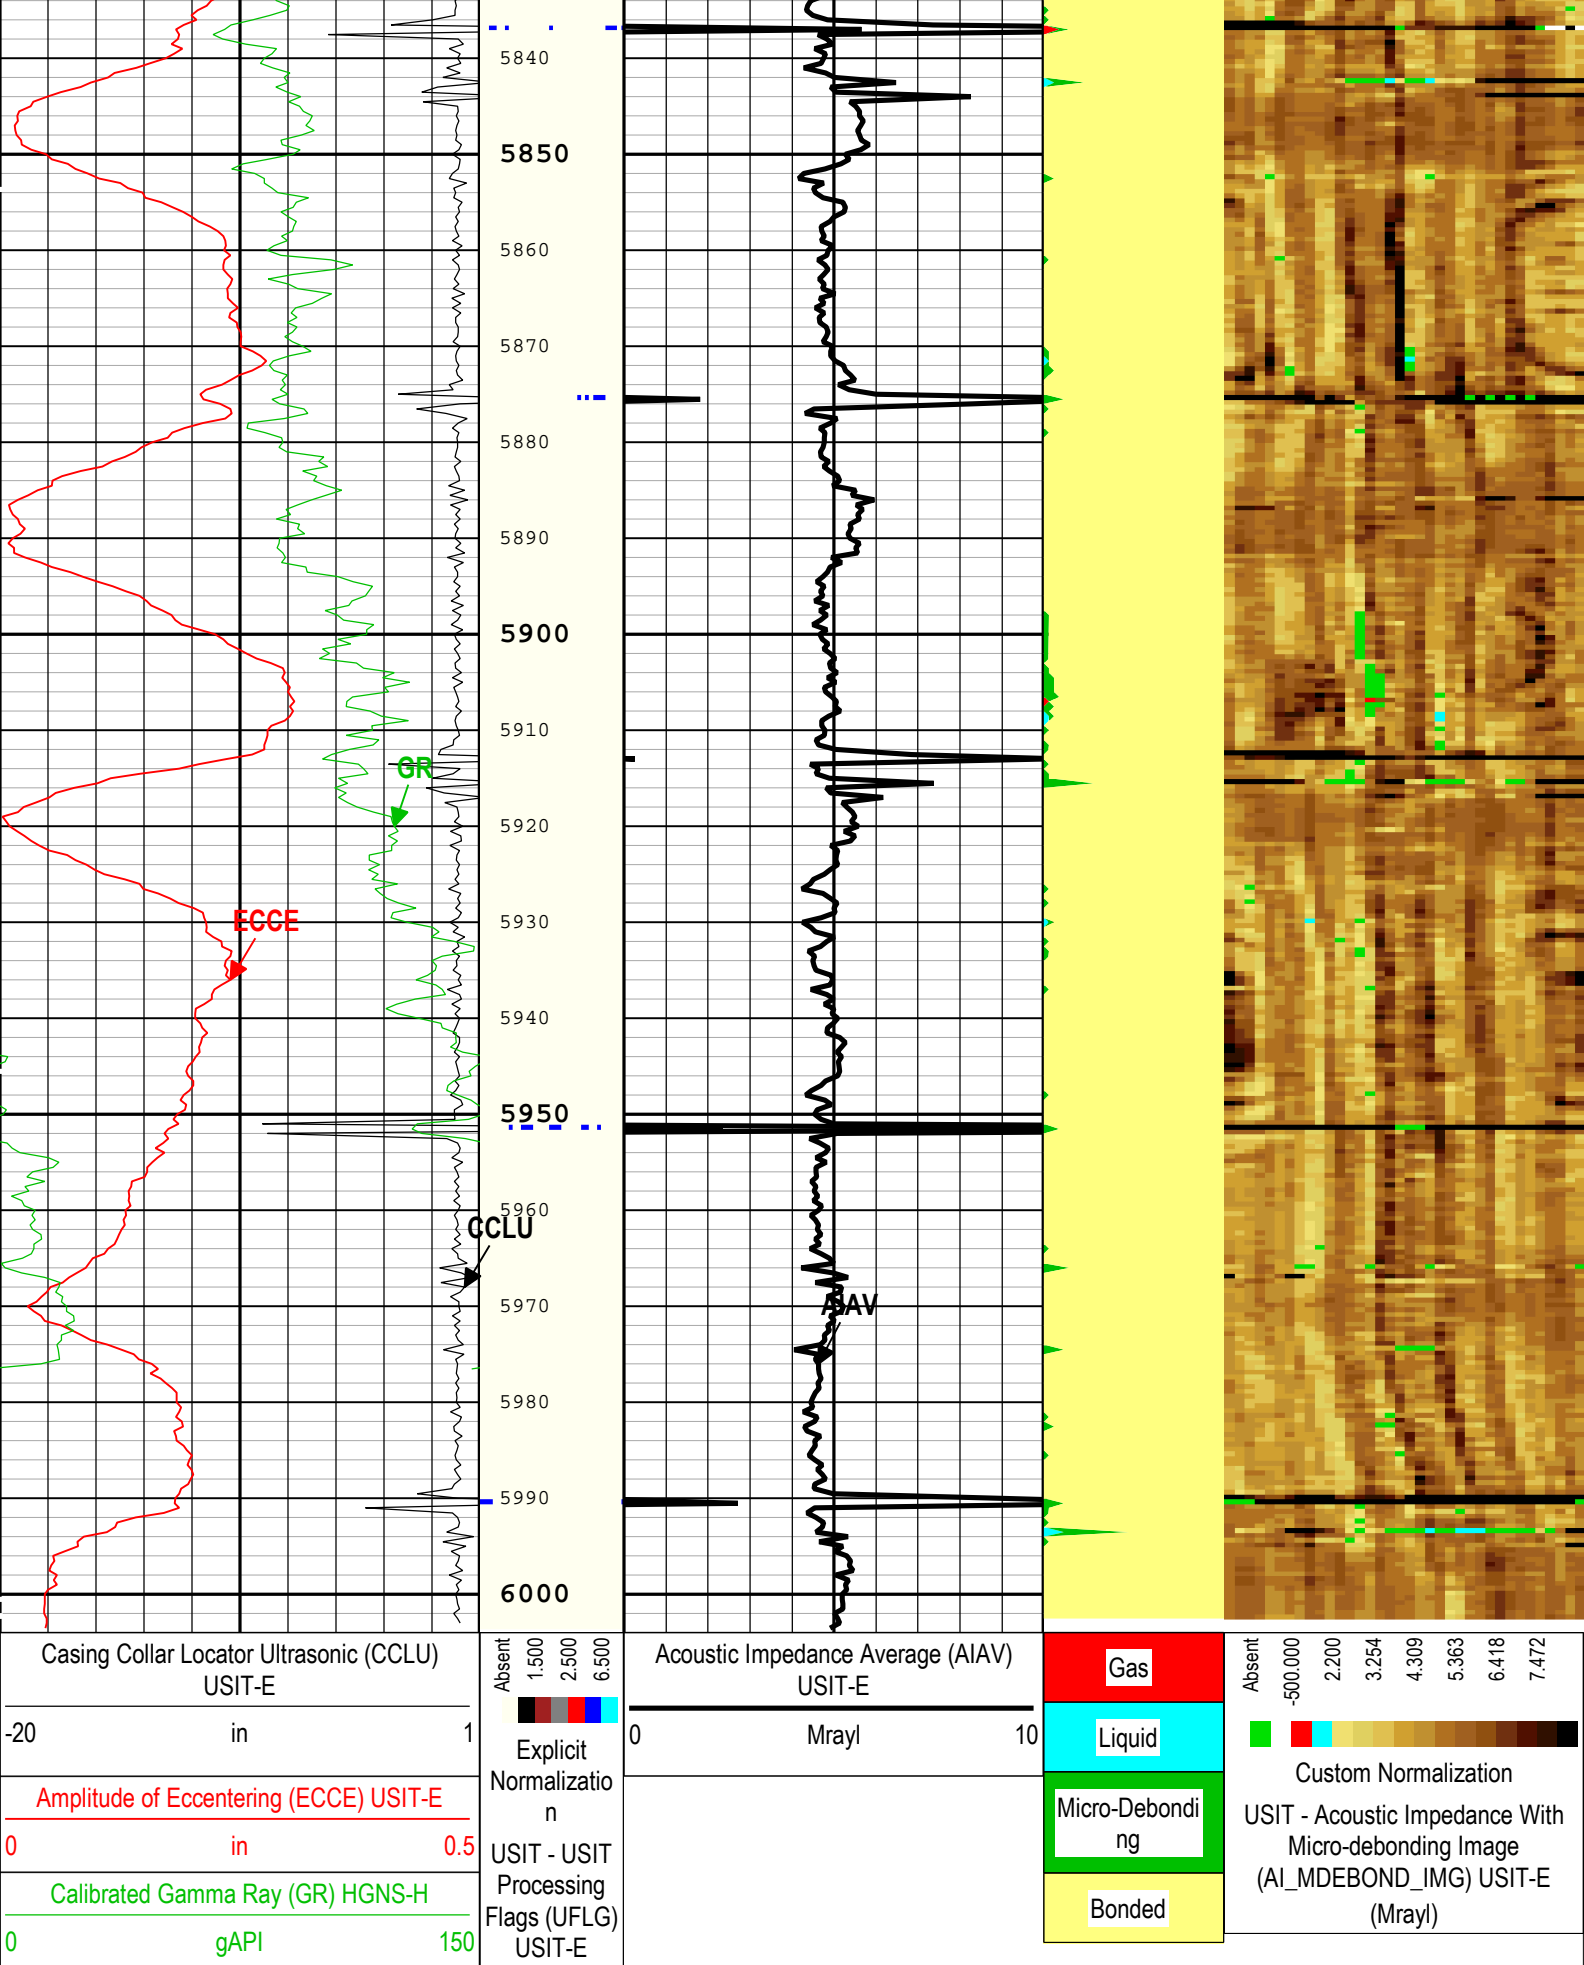 5840
5850
5860
5870
5880
5890
5900
5910
GR
5920
ECCE
5930
5940
5950
5960
CCLU
5970
AIAV
5980
5990
6000
Casing Collar Locator Ultrasonic (CCLU)
USIT-E
-20 in 1
Amplitude of Eccentering (ECCE) USIT-E
0 in 0.5
Calibrated Gamma Ray (GR) HGNS-H
0 gAPI 150
Absent
1.500
2.500
6.500
Explicit
Normalizatio
n
USIT - USIT
Processing
Flags (UFLG)
USIT-E
Acoustic Impedance Average (AIAV)
USIT-E
0 Mrayl 10
Gas
Liquid
Micro-Debondi
ng
Bonded
Absent
-500.000
2.200
3.254
4.309
5.363
6.418
7.472
Custom Normalization
USIT - Acoustic Impedance With
Micro-debonding Image
(AI_MDEBOND_IMG) USIT-E
(Mrayl)